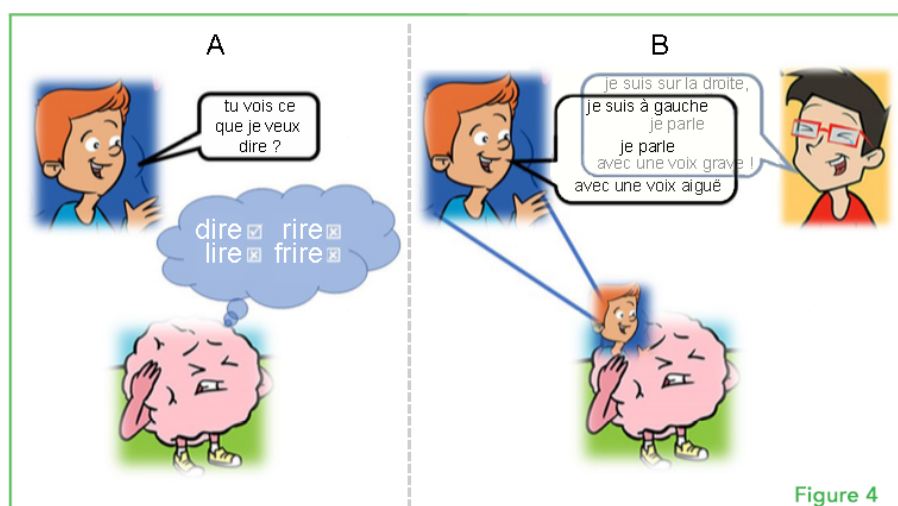 A
tu vois ce
que je veux
dire ?
dire ☑ rire ☒
lire ☒ frire ☒
B
je suis sur la droite,
je suis à gauche
je parle
je parle
avec une voix grave !
avec une voix aiguë
Figure 4